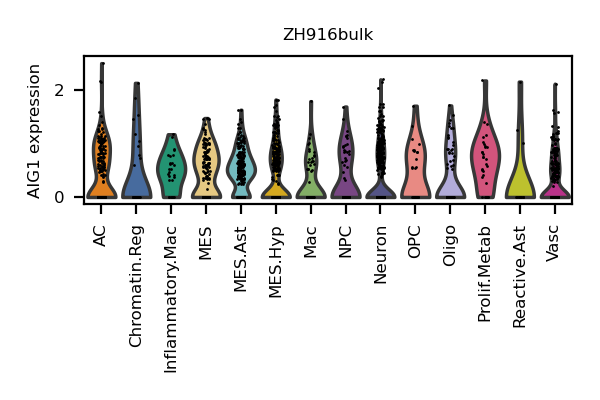 ZH916bulk
AIG1 expression
2
0
AC
Chromatin.Reg
Inflammatory.Mac
MES
MES.Ast
MES.Hyp
Mac
NPC
Neuron
OPC
Oligo
Prolif.Metab
Reactive.Ast
Vasc